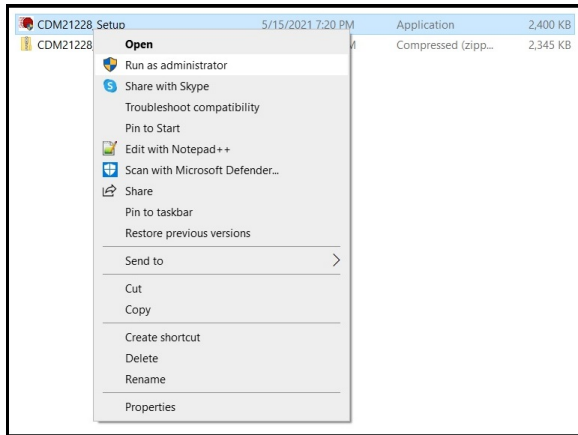 CDM21228_Setup 5/15/2021 7:20 PM Application 2,400 KB
CDM21228 M Compressed (zipp... 2,345 KB
Open
Run as administrator
Share with Skype
Troubleshoot compatibility
Pin to Start
Edit with Notepad++
Scan with Microsoft Defender...
Share
Pin to taskbar
Restore previous versions
Send to
Cut
Copy
Create shortcut
Delete
Rename
Properties